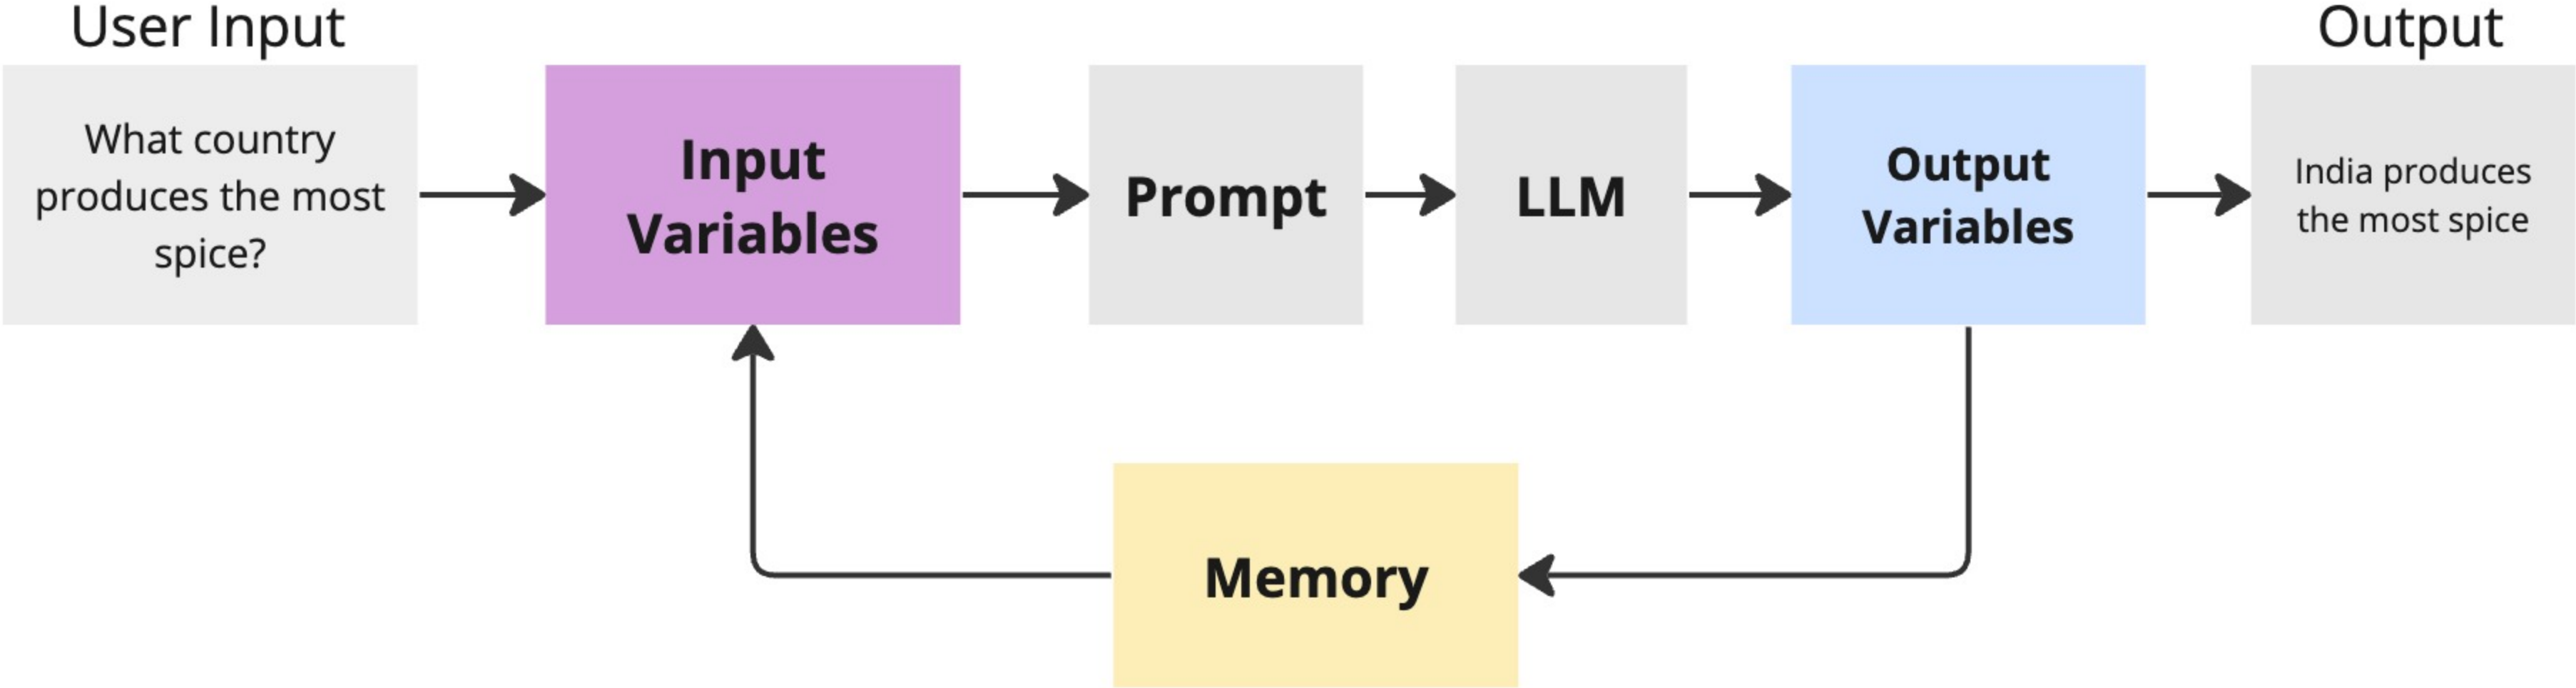 User Input
What country
produces the most
spice?
Input
Variables
Prompt
LLM
Output
Variables
Output
India produces
the most spice
Memory